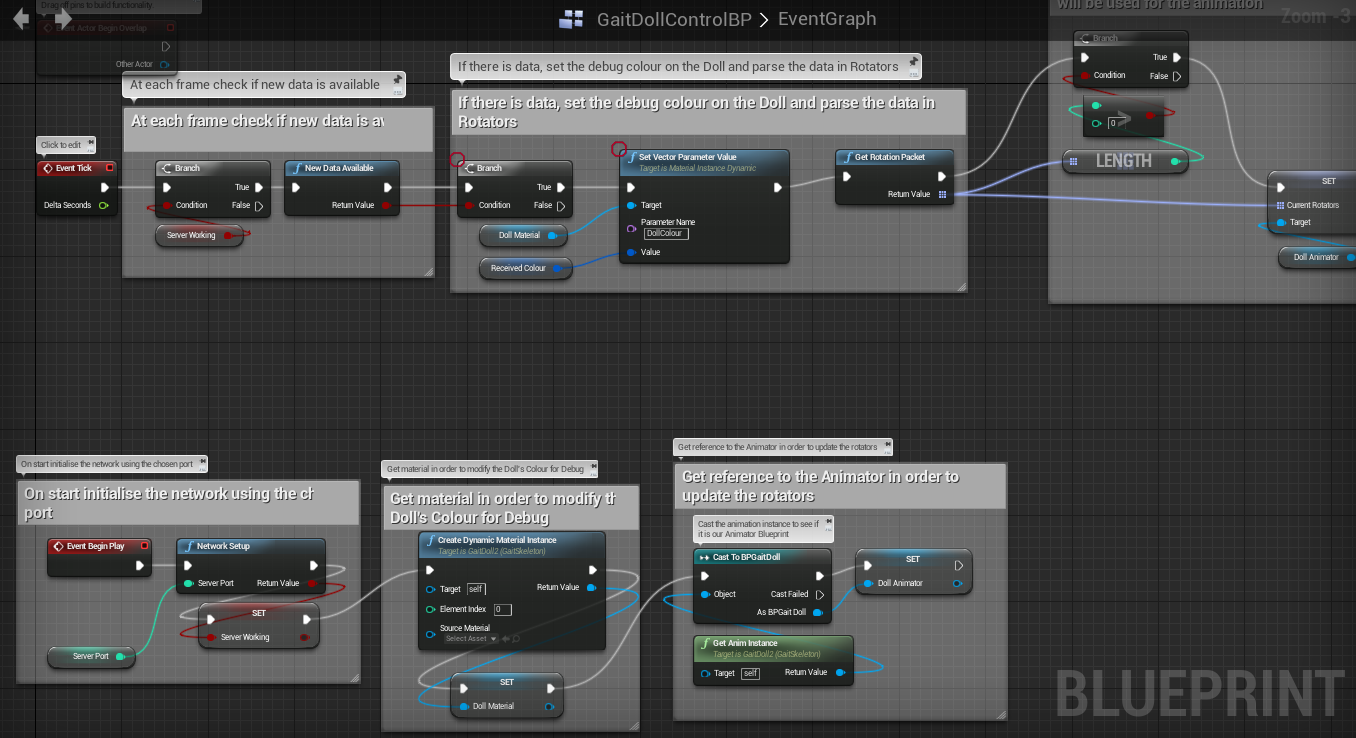 Drag off pins to build functionality.
GaitDollControlBP > EventGraph
will be used for the animation
Zoom -3
Event Actor Begin Overlap
Other Actor
At each frame check if new data is available
At each frame check if new data is av
Click to edit
Event Tick
Delta Seconds
Branch
Condition
True
False
Server Working
New Data Available
Return Value
If there is data, set the debug colour on the Doll and parse the data in Rotators
If there is data, set the debug colour on the Doll and parse the data in
Rotators
Branch
Condition
True
False
Doll Material
Received Colour
Set Vector Parameter Value
Target is Material Instance Dynamic
Target
Parameter Name
DollColour
Value
Get Rotation Packet
Return Value
Branch
Condition
True
False
>
0
LENGTH
SET
Current Rotators
Target
Doll Animator
On start initialise the network using the chosen port
On start initialise the network using the ch
port
Event Begin Play
Network Setup
Server Port
Return Value
SET
Server Working
Server Port
Get material in order to modify the Doll's Colour for Debug
Get material in order to modify th
Doll's Colour for Debug
Create Dynamic Material Instance
Target is GaitDoll2 (GaitSkeleton)
Target self
Return Value
Element Index 0
Source Material
Select Asset
SET
Doll Material
Get reference to the Animator in order to update the rotators
Get reference to the Animator in order to
update the rotators
Cast the animation instance to see if
it is our Animator Blueprint
Cast To BPGaitDoll
Object
Cast Failed
As BPGait Doll
SET
Doll Animator
Get Anim Instance
Target is GaitDoll2 (GaitSkeleton)
Target self
Return Value
BLUEPRINT